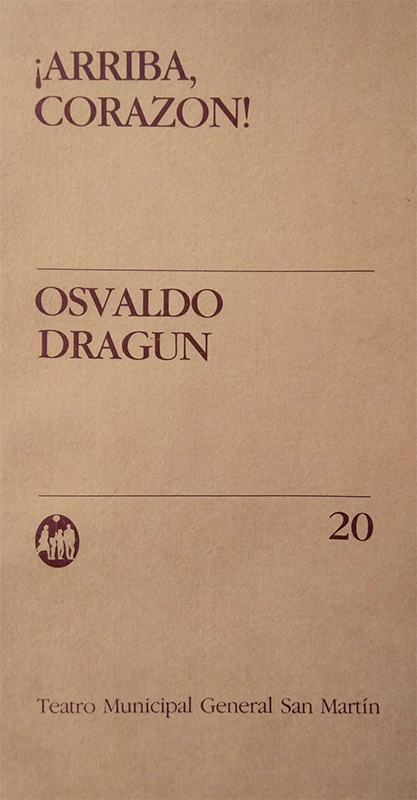 ¡ARRIBA,
CORAZON!
OSVALDO
DRAGUN
20
Teatro Municipal General San Martín